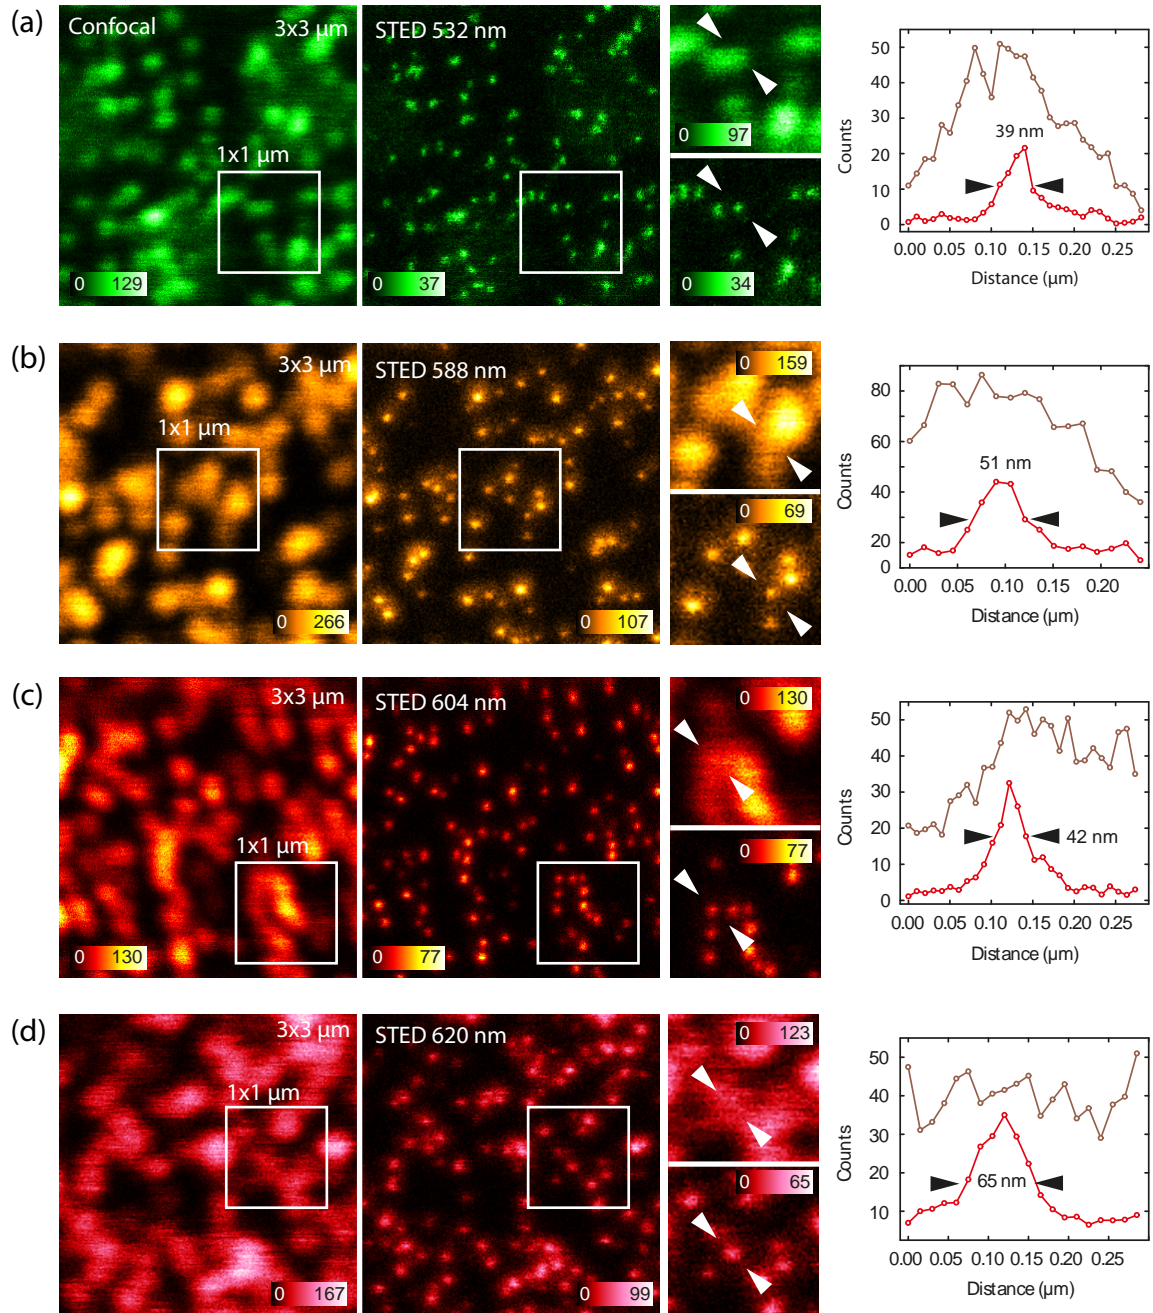 (a)
Confocal
3x3 µm
1x1 µm
0 129
STED 532 nm
0 37
0 97
0 34
50
40
30
20
10
0
Counts
39 nm
0.00 0.05 0.10 0.15 0.20 0.25
Distance (µm)
(b)
3x3 µm
1x1 µm
0 266
STED 588 nm
0 107
0 159
0 69
80
60
40
20
0
Counts
51 nm
0.00 0.05 0.10 0.15 0.20
Distance (µm)
(c)
3x3 µm
1x1 µm
0 130
STED 604 nm
0 77
0 130
0 77
50
40
30
20
10
0
Counts
42 nm
0.00 0.05 0.10 0.15 0.20 0.25
Distance (µm)
(d)
3x3 µm
1x1 µm
0 167
STED 620 nm
0 99
0 123
0 65
50
40
30
20
10
Counts
65 nm
0.00 0.05 0.10 0.15 0.20 0.25
Distance (µm)